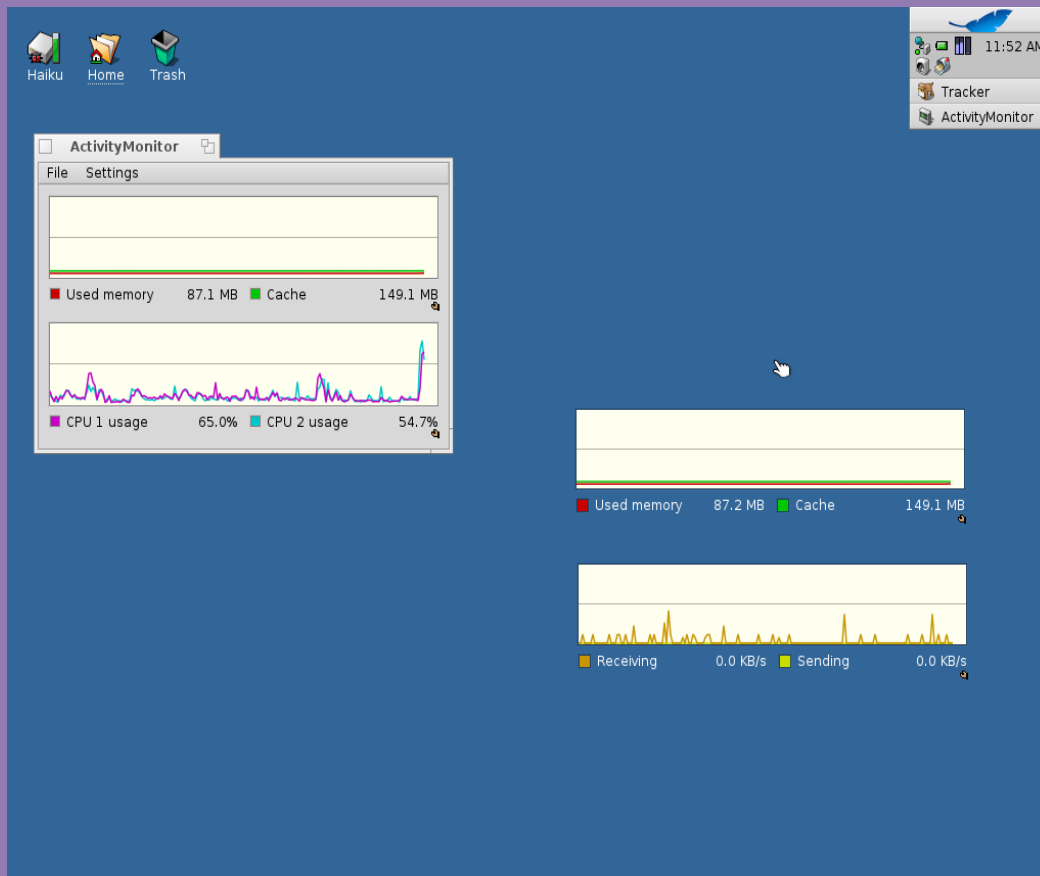 11:52 AM
Haiku Home Trash
Tracker
ActivityMonitor
ActivityMonitor
File Settings
Used memory 87.1 MB Cache 149.1 MB
CPU 1 usage 65.0% CPU 2 usage 54.7%
Used memory 87.2 MB Cache 149.1 MB
Receiving 0.0 KB/s Sending 0.0 KB/s